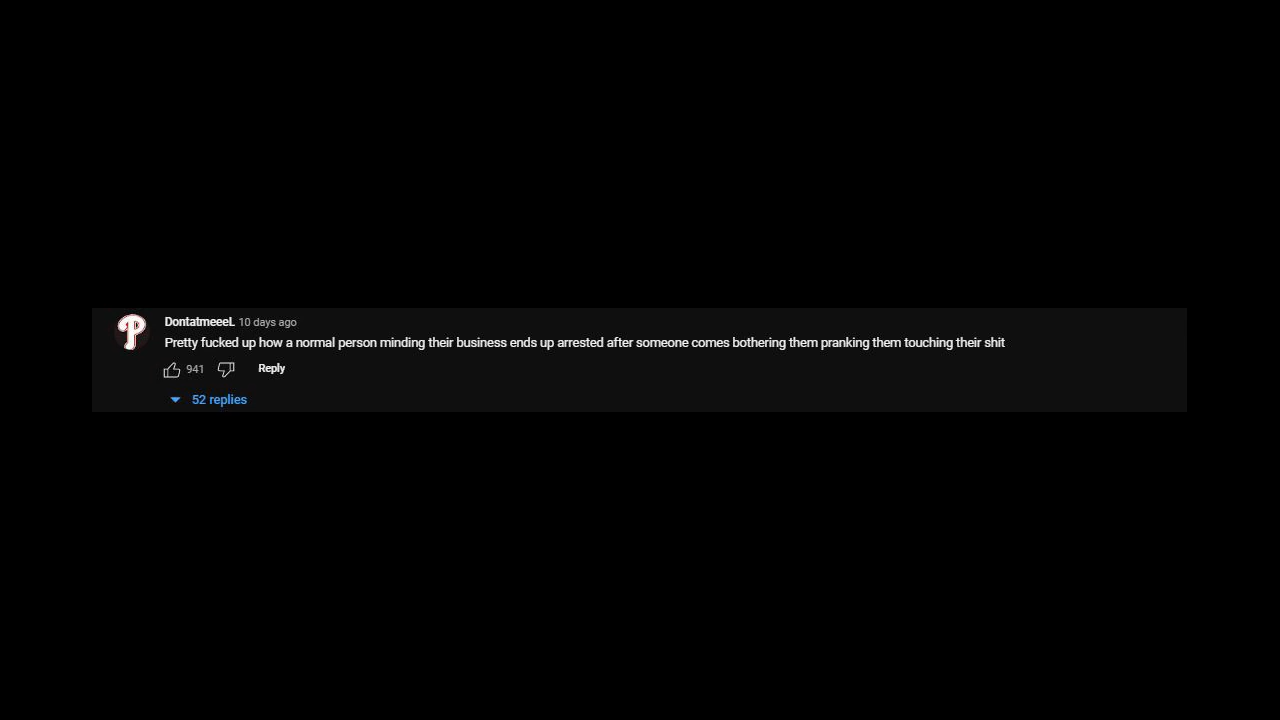 DontatmeeeL 10 days ago
Pretty fucked up how a normal person minding their business ends up arrested after someone comes bothering them pranking them touching their shit
941 Reply
52 replies